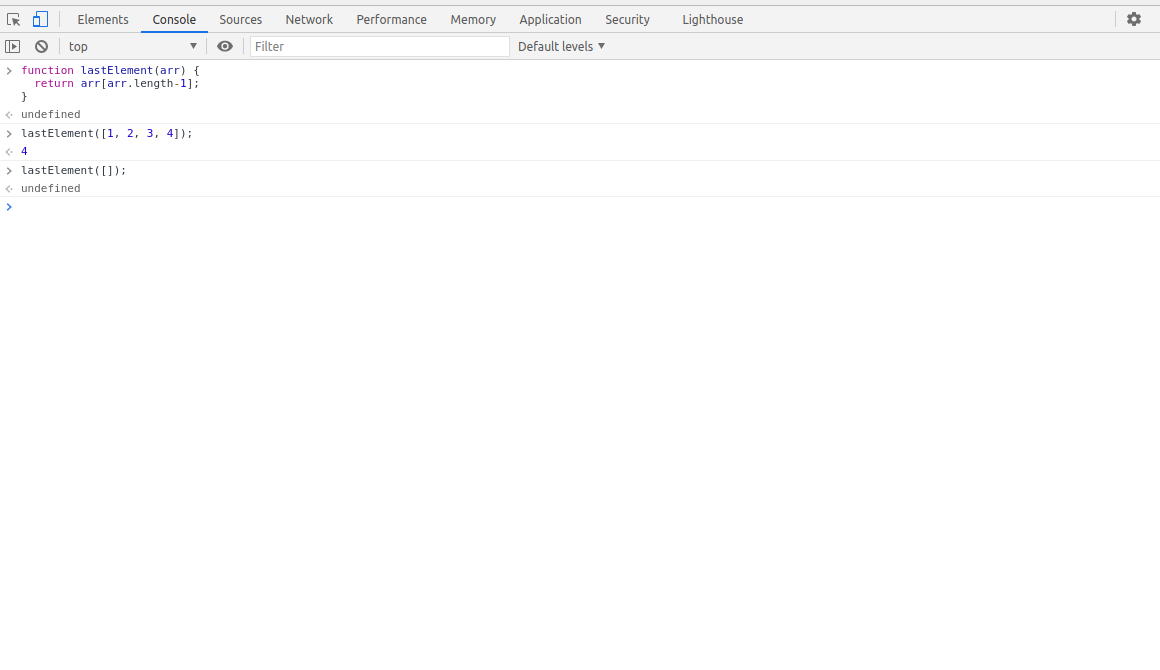 Elements Console Sources Network Performance Memory Application Security Lighthouse
top Filter Default levels
function lastElement(arr) {
  return arr[arr.length-1];
}
undefined
lastElement([1, 2, 3, 4]);
4
lastElement([]);
undefined